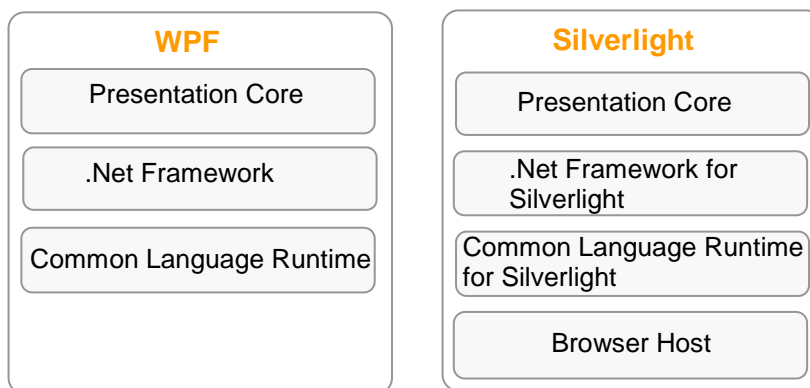 WPF
Presentation Core
.Net Framework
Common Language Runtime
Silverlight
Presentation Core
.Net Framework for
Silverlight
Common Language Runtime
for Silverlight
Browser Host